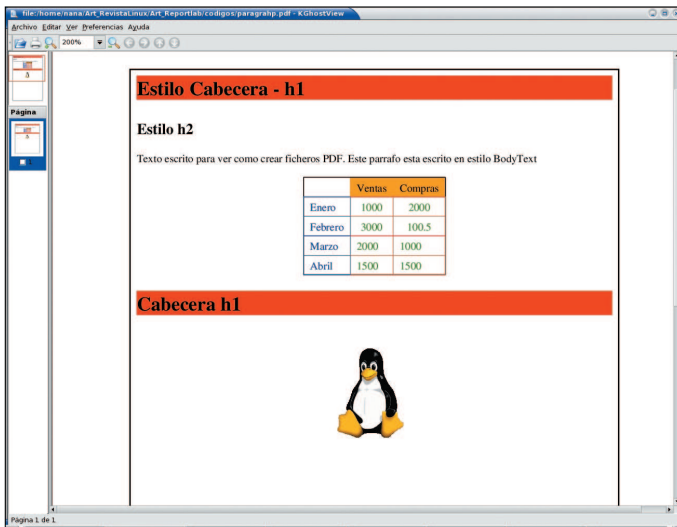 file:/home/nana/Art_RevistaLinux/Art_Reportlab/codigos/paragrahp.pdf - KGhostView
Archivo Editar Ver Preferencias Ayuda
200%
Página
1
Estilo Cabecera - h1
Estilo h2
Texto escrito para ver como crear ficheros PDF. Este parrafo esta escrito en estilo BodyText
Ventas Compras
Enero 1000 2000
Febrero 3000 100.5
Marzo 2000 1000
Abril 1500 1500
Cabecera h1
Página 1 de 1